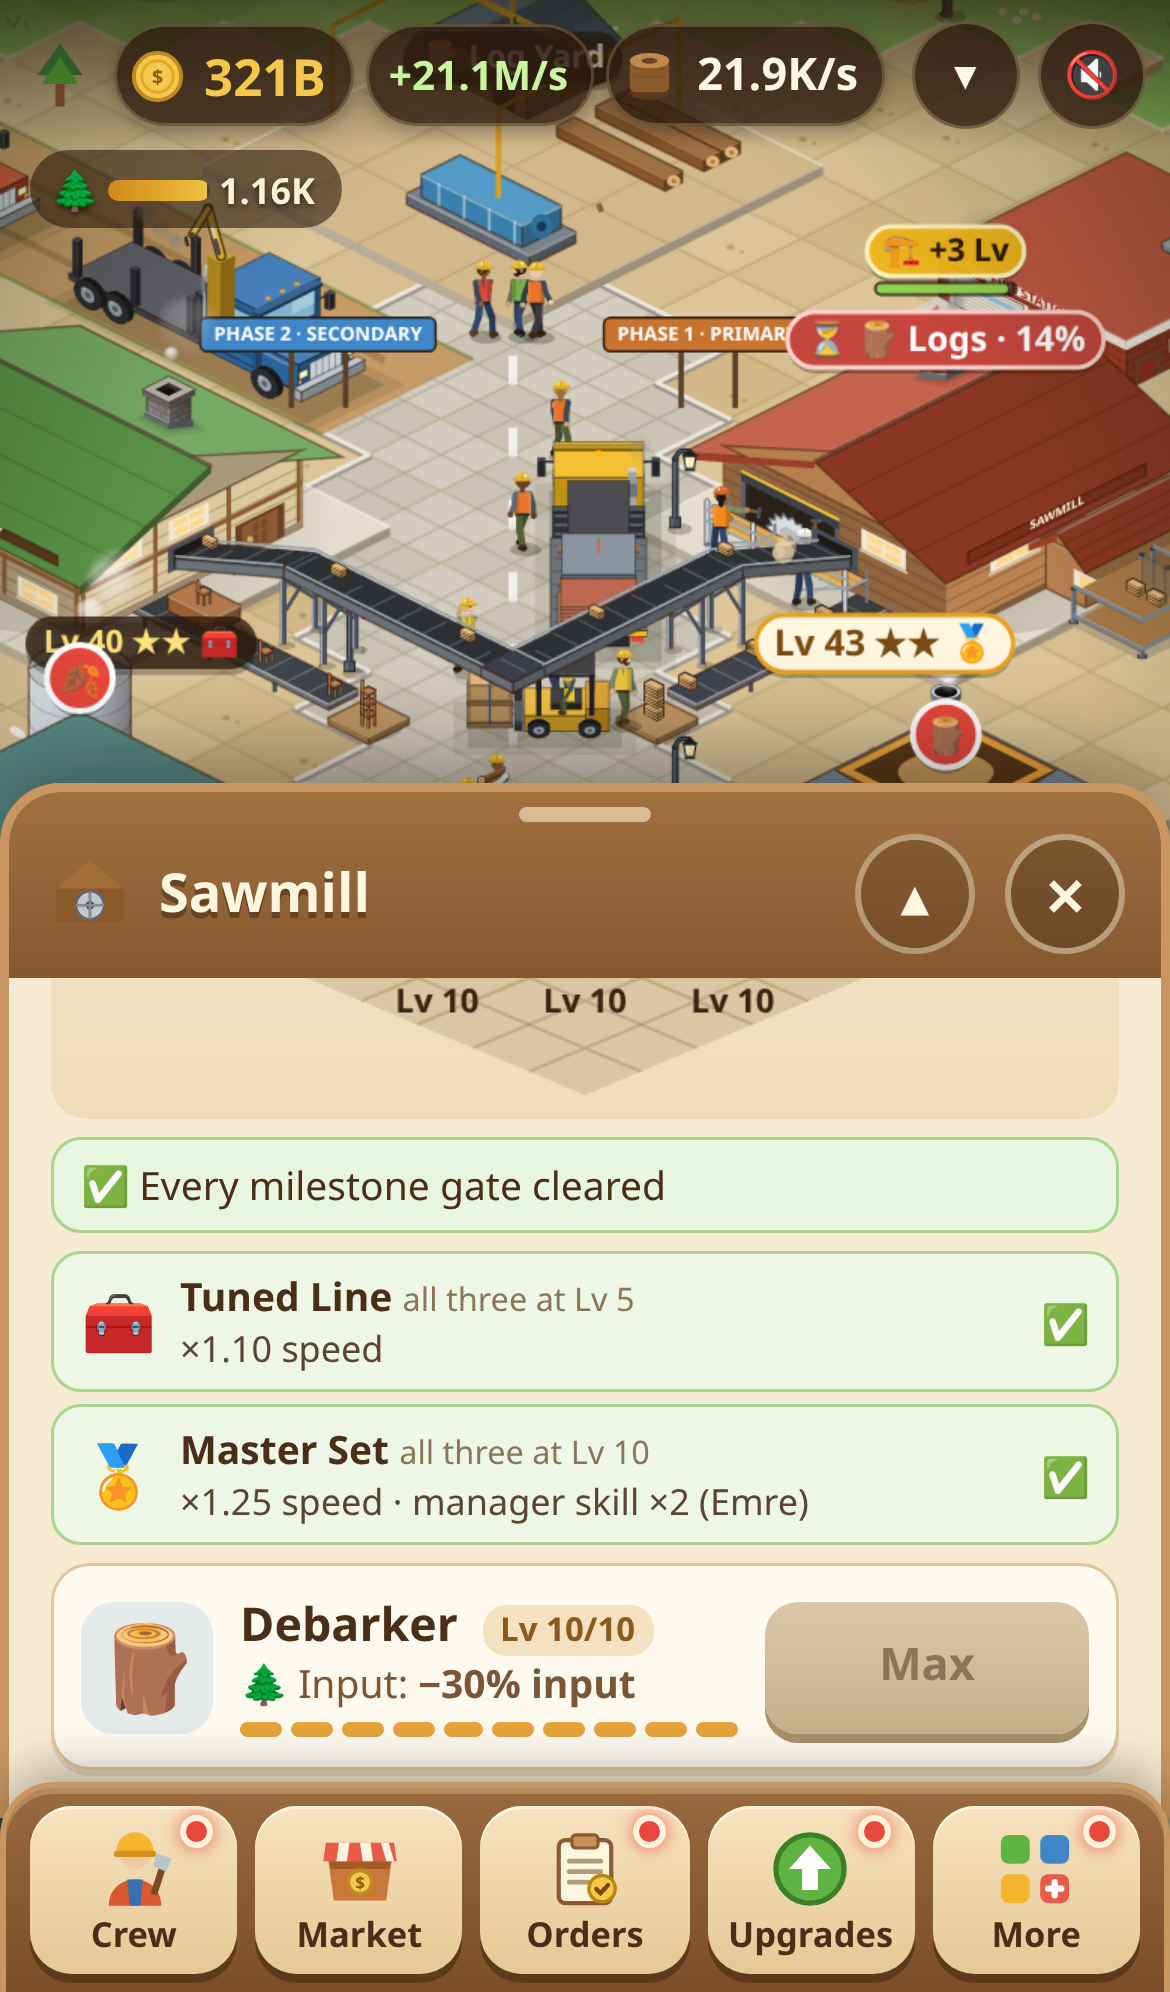 Log Yard
321B
+21.1M/s
21.9K/s
1.16K
+3 Lv
PHASE 2 · SECONDARY
Logs · 14%
SAWMILL
Lv 40 ★★
Lv 43 ★★
Sawmill
Lv 10 Lv 10 Lv 10
Every milestone gate cleared
Tuned Line all three at Lv 5
×1.10 speed
Master Set all three at Lv 10
×1.25 speed · manager skill ×2 (Emre)
Debarker Lv 10/10
Input: −30% input
Max
Crew
Market
Orders
Upgrades
More